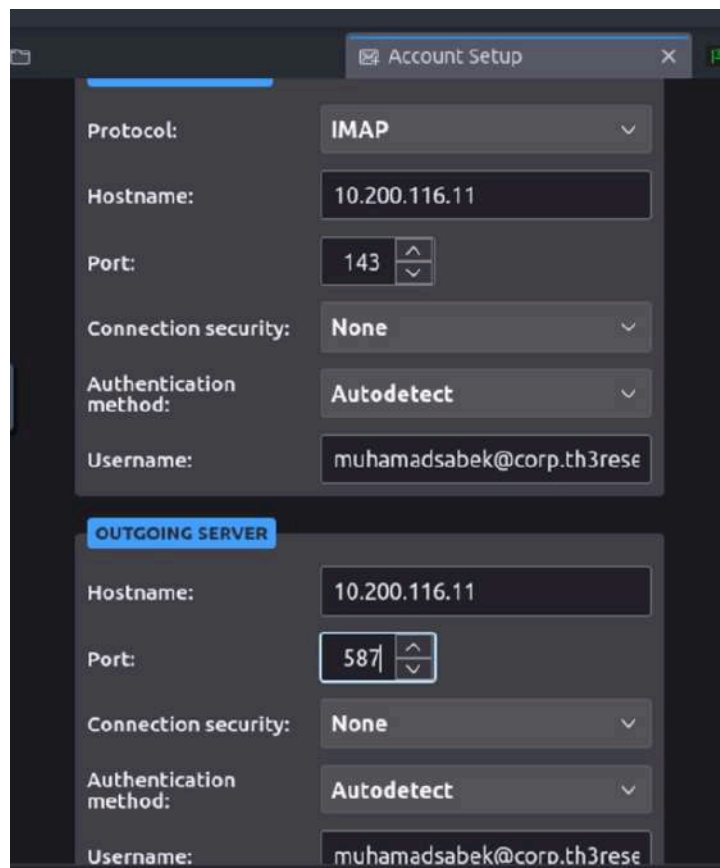 Account Setup
Protocol: IMAP
Hostname: 10.200.116.11
Port: 143
Connection security: None
Authentication method: Autodetect
Username: muhamadsabek@corp.th3rese
OUTGOING SERVER
Hostname: 10.200.116.11
Port: 587
Connection security: None
Authentication method: Autodetect
Username: muhamadsabek@corp.th3rese